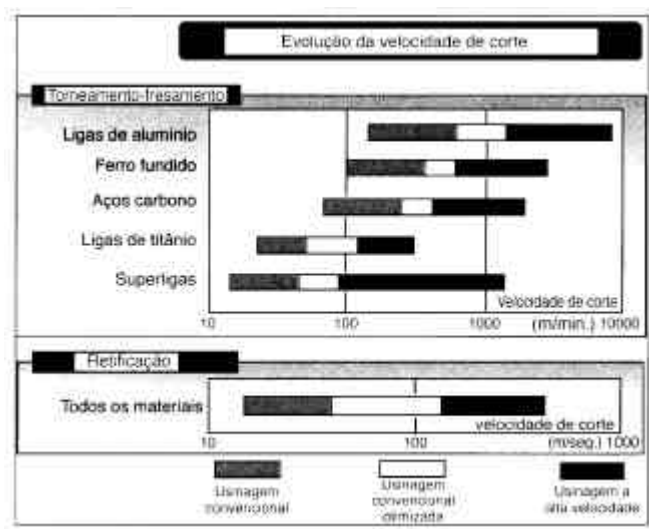 Evolução da velocidade de corte
Torneamento-fresamento
Ligas de alumínio
Ferro fundido
Aços carbono
Ligas de titânio
Superligas
Velocidade de corte
10 100 1000 (m/min.) 10000
Retificação
Todos os materiais
velocidade de corte
10 100 (m/seg.) 1000
Usinagem
convencional
Usinagem
convencional
otimizada
Usinagem a
alta velocidade